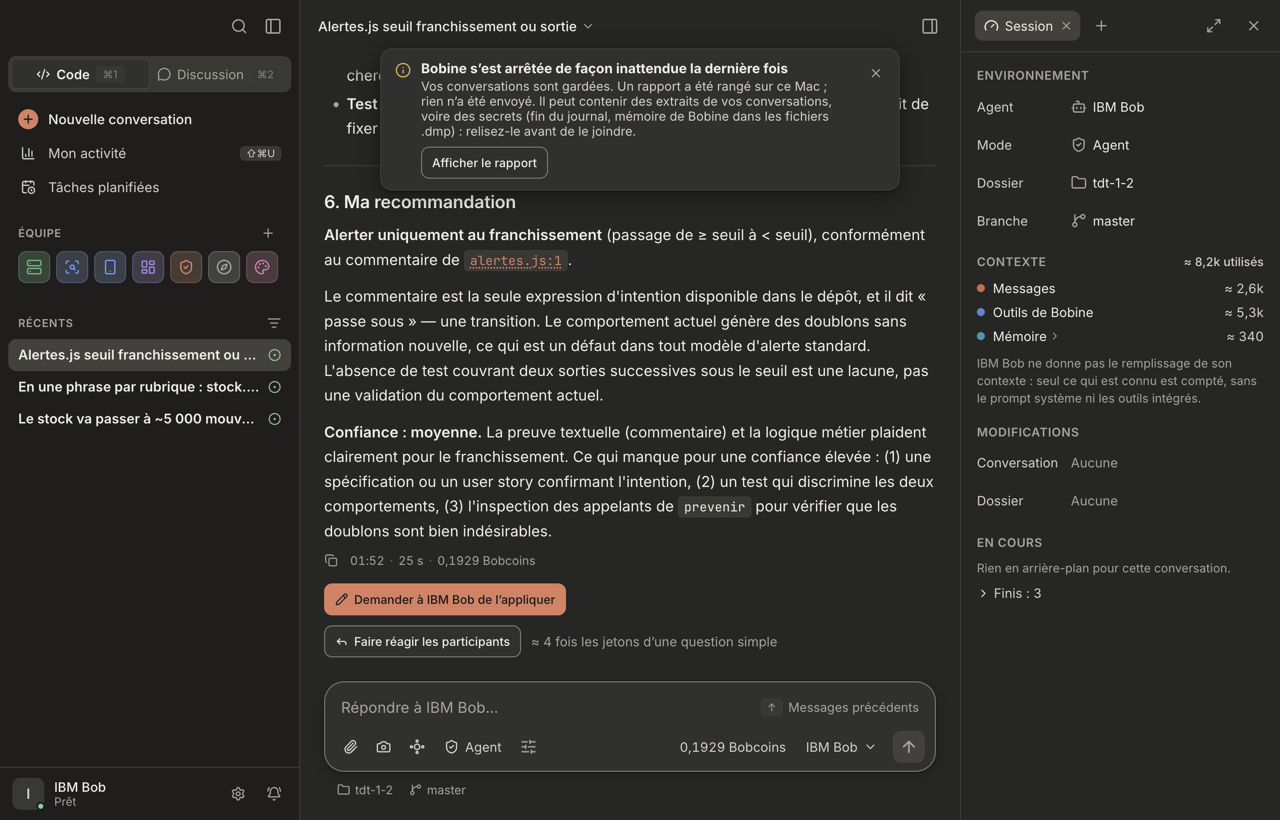 Code ⌘1
Discussion ⌘2
Nouvelle conversation
Mon activité ⇧⌘U
Tâches planifiées
ÉQUIPE
RÉCENTS
Alertes.js seuil franchissement ou ...
En une phrase par rubrique : stock....
Le stock va passer à ~5 000 mouv...
I
IBM Bob
Prêt
Alertes.js seuil franchissement ou sortie
Bobine s’est arrêtée de façon inattendue la dernière fois
Vos conversations sont gardées. Un rapport a été rangé sur ce Mac ;
rien n’a été envoyé. Il peut contenir des extraits de vos conversations,
voire des secrets (fin du journal, mémoire de Bobine dans les fichiers
.dmp) : relisez-le avant de le joindre.
Afficher le rapport
Test
de
fixer
6. Ma recommandation
Alerter uniquement au franchissement (passage de ≥ seuil à < seuil), conformément
au commentaire de alertes.js:1 .
Le commentaire est la seule expression d'intention disponible dans le dépôt, et il dit «
passe sous » — une transition. Le comportement actuel génère des doublons sans
information nouvelle, ce qui est un défaut dans tout modèle d'alerte standard.
L'absence de test couvrant deux sorties successives sous le seuil est une lacune, pas
une validation du comportement actuel.
Confiance : moyenne. La preuve textuelle (commentaire) et la logique métier plaident
clairement pour le franchissement. Ce qui manque pour une confiance élevée : (1) une
spécification ou un user story confirmant l'intention, (2) un test qui discrimine les deux
comportements, (3) l'inspection des appelants de prevenir pour vérifier que les
doublons sont bien indésirables.
01:52 · 25 s · 0,1929 Bobcoins
Demander à IBM Bob de l’appliquer
Faire réagir les participants ≈ 4 fois les jetons d’une question simple
Répondre à IBM Bob... ↑ Messages précédents
Agent 0,1929 Bobcoins IBM Bob
tdt-1-2 master
Session
ENVIRONNEMENT
Agent IBM Bob
Mode Agent
Dossier tdt-1-2
Branche master
CONTEXTE ≈ 8,2k utilisés
Messages ≈ 2,6k
Outils de Bobine ≈ 5,3k
Mémoire ≈ 340
IBM Bob ne donne pas le remplissage de son
contexte : seul ce qui est connu est compté, sans
le prompt système ni les outils intégrés.
MODIFICATIONS
Conversation Aucune
Dossier Aucune
EN COURS
Rien en arrière-plan pour cette conversation.
Finis : 3